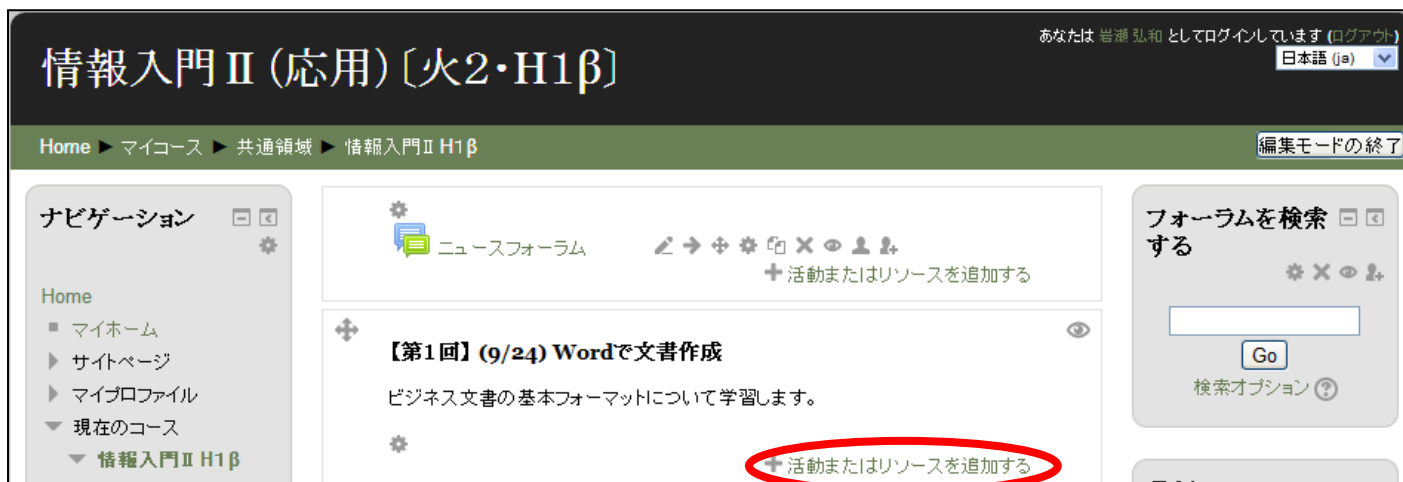 情報入門Ⅱ (応用)〔火2・H1β〕
あなたは 岩瀬 弘和 としてログインしています (ログアウト)
日本語 (ja)
Home ► マイコース ► 共通領域 ► 情報入門Ⅱ H1β
編集モードの終了
ナビゲーション
Home
マイホーム
サイトページ
マイプロファイル
現在のコース
情報入門Ⅱ H1β
ニュースフォーラム
活動またはリソースを追加する
【第1回】 (9/24) Wordで文書作成
ビジネス文書の基本フォーマットについて学習します。
活動またはリソースを追加する
フォーラムを検索
する
Go
検索オプション